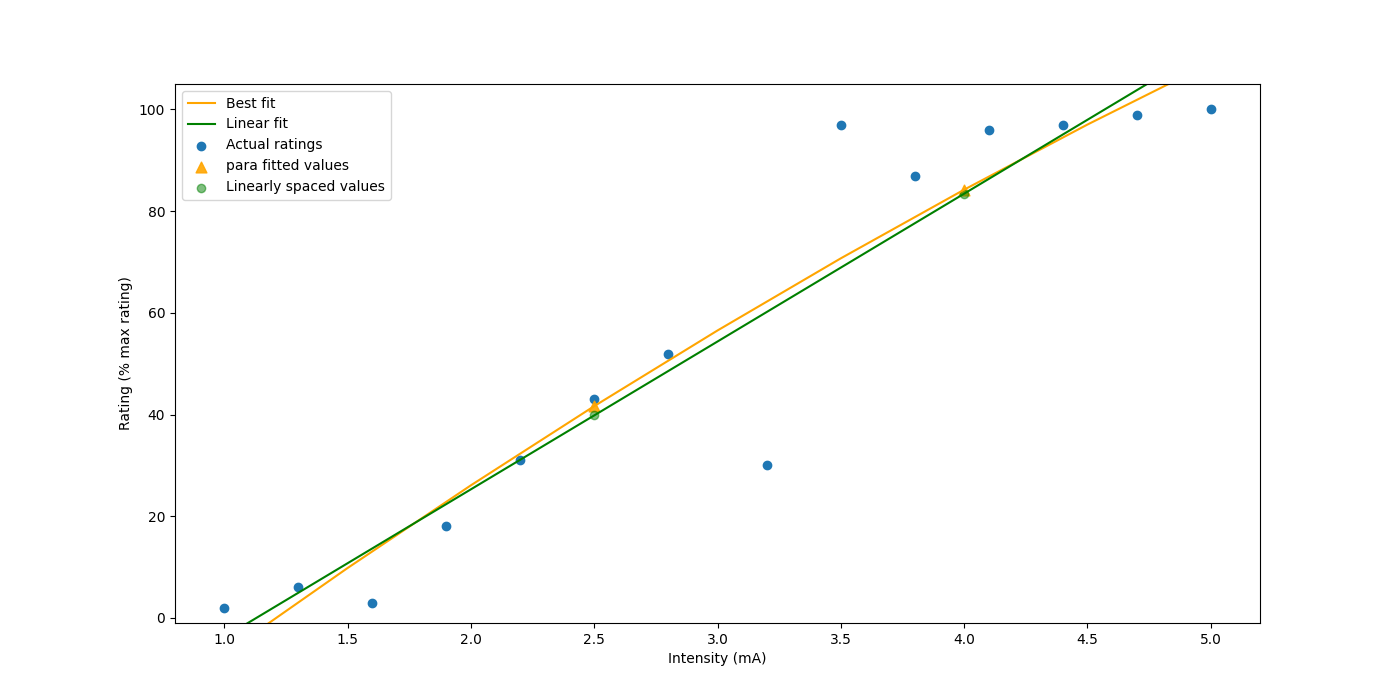 Best fit
Linear fit
Actual ratings
para fitted values
Linearly spaced values
100
80
60
40
20
0
Rating (% max rating)
1.0 1.5 2.0 2.5 3.0 3.5 4.0 4.5 5.0
Intensity (mA)